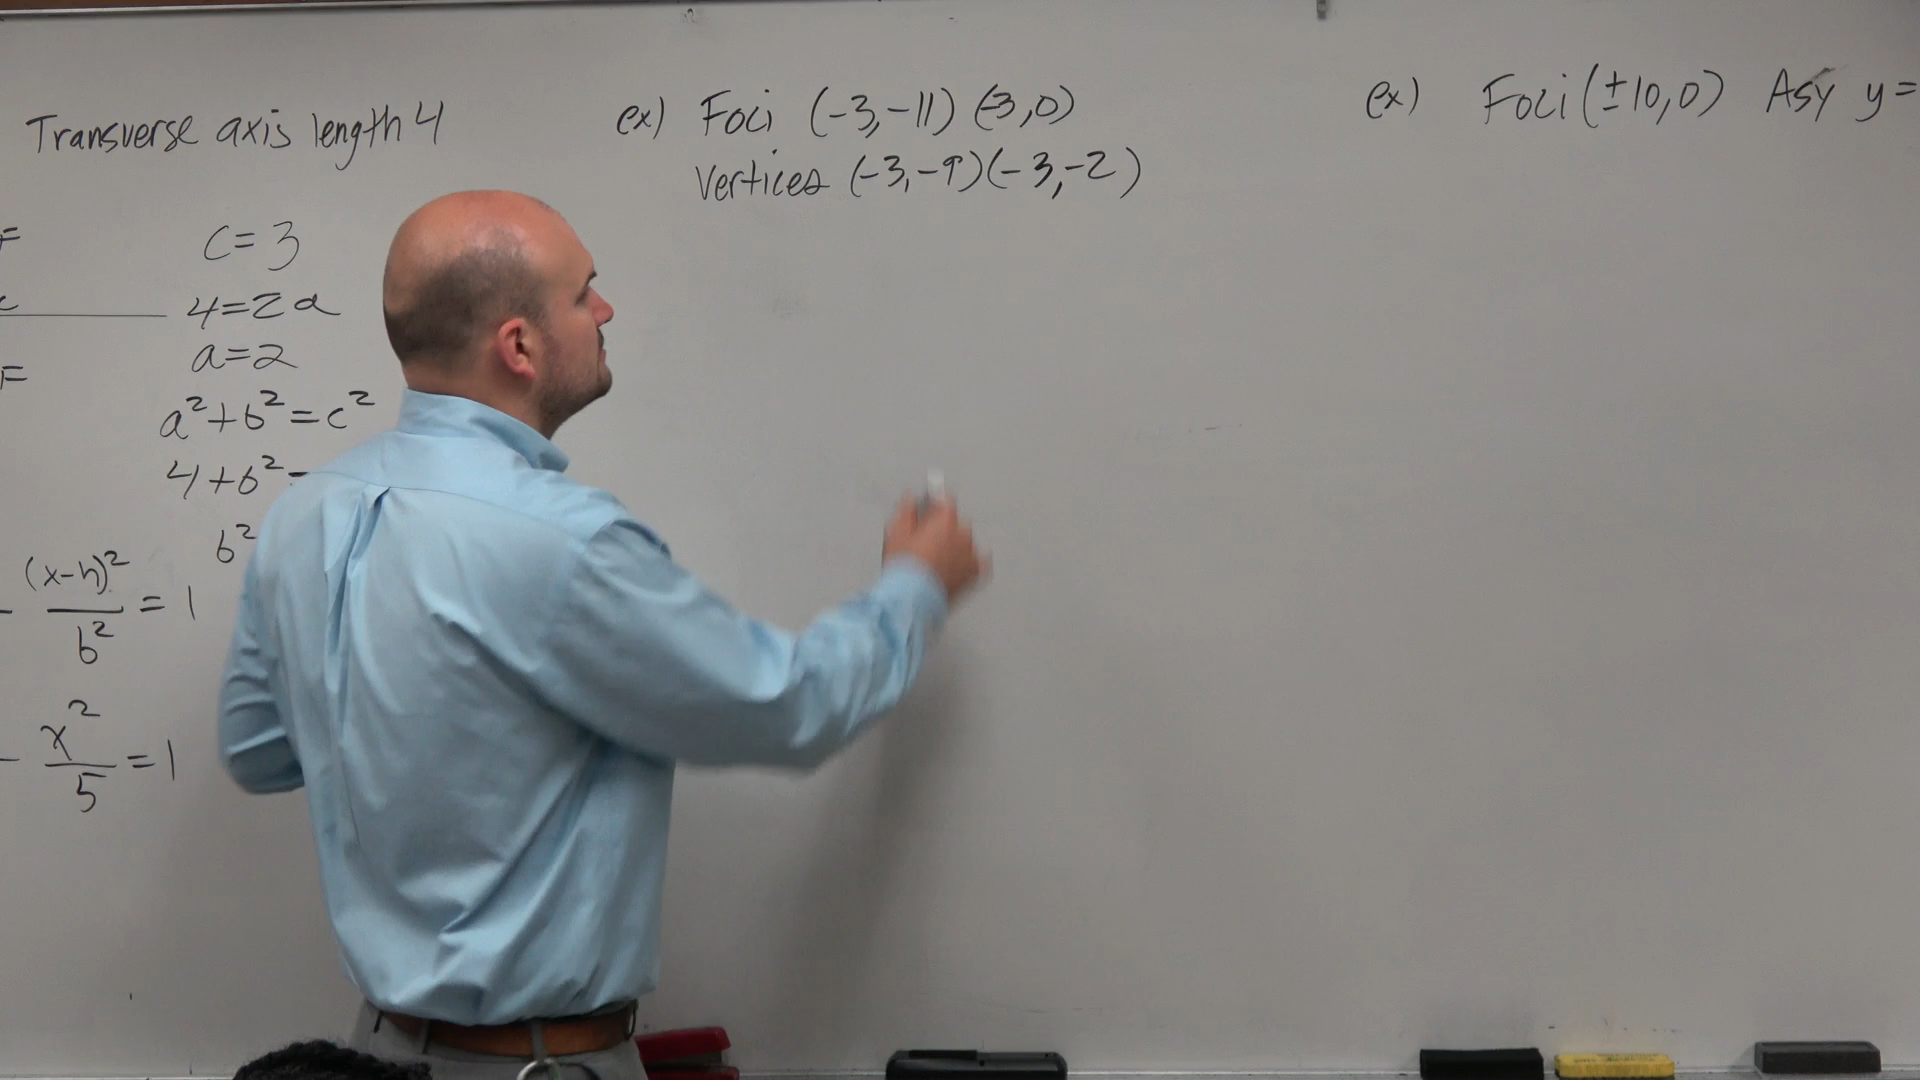 Transverse axis length 4
=
c = 3
4 = 2a
a = 2
=
a² + b² = c²
4 + b² =
b²
- (x-h)² / b² = 1
- x² / 5 = 1
ex) Foci (-3,-11) (-3,0)
Vertices (-3,-9)(-3,-2)
ex) Foci (±10,0) Asy y =